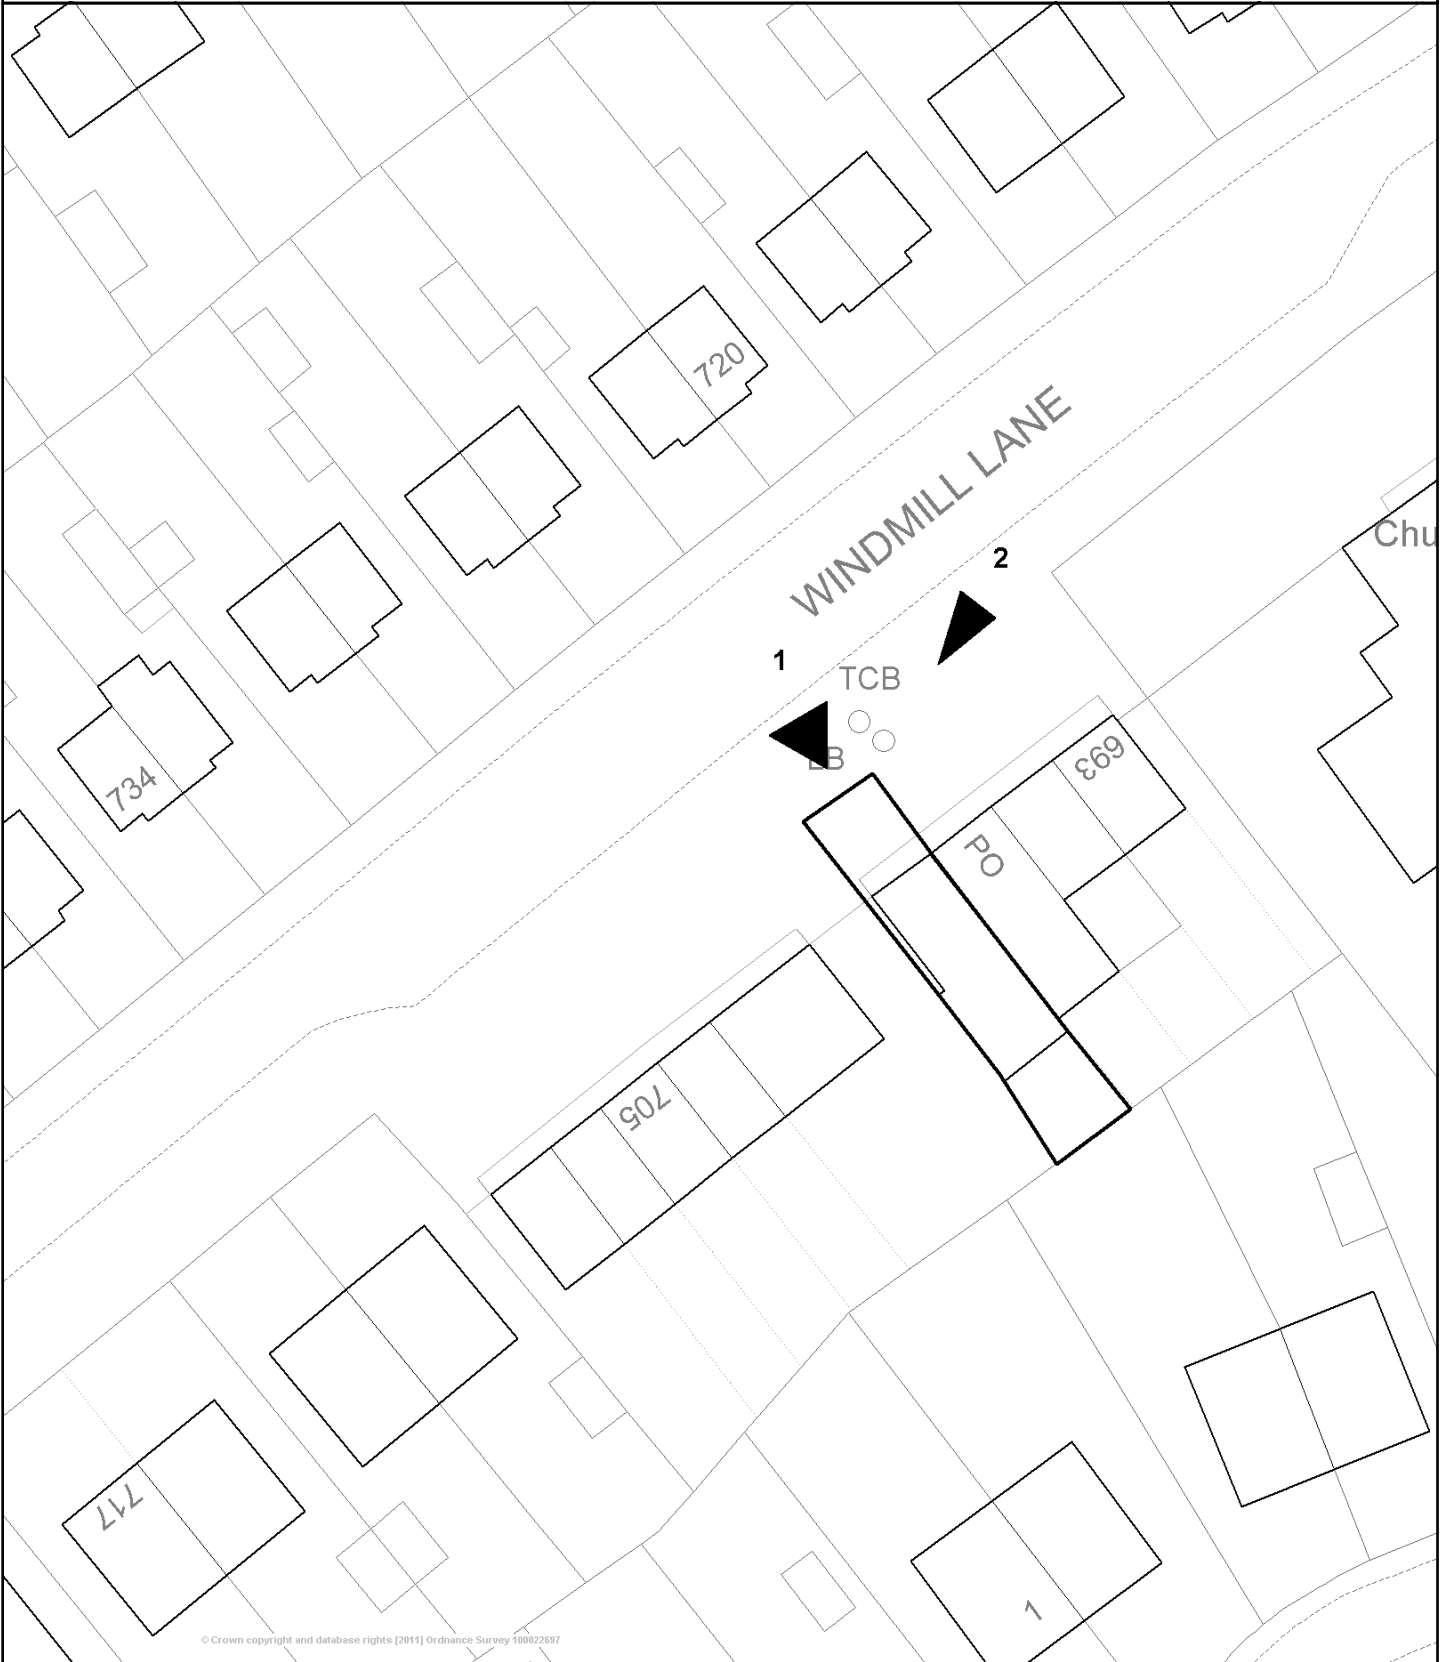 720
WINDMILL LANE
Chu
2
1
TCB
LB
693
734
PO
705
717
1
© Crown copyright and database rights [2011] Ordnance Survey 100022697